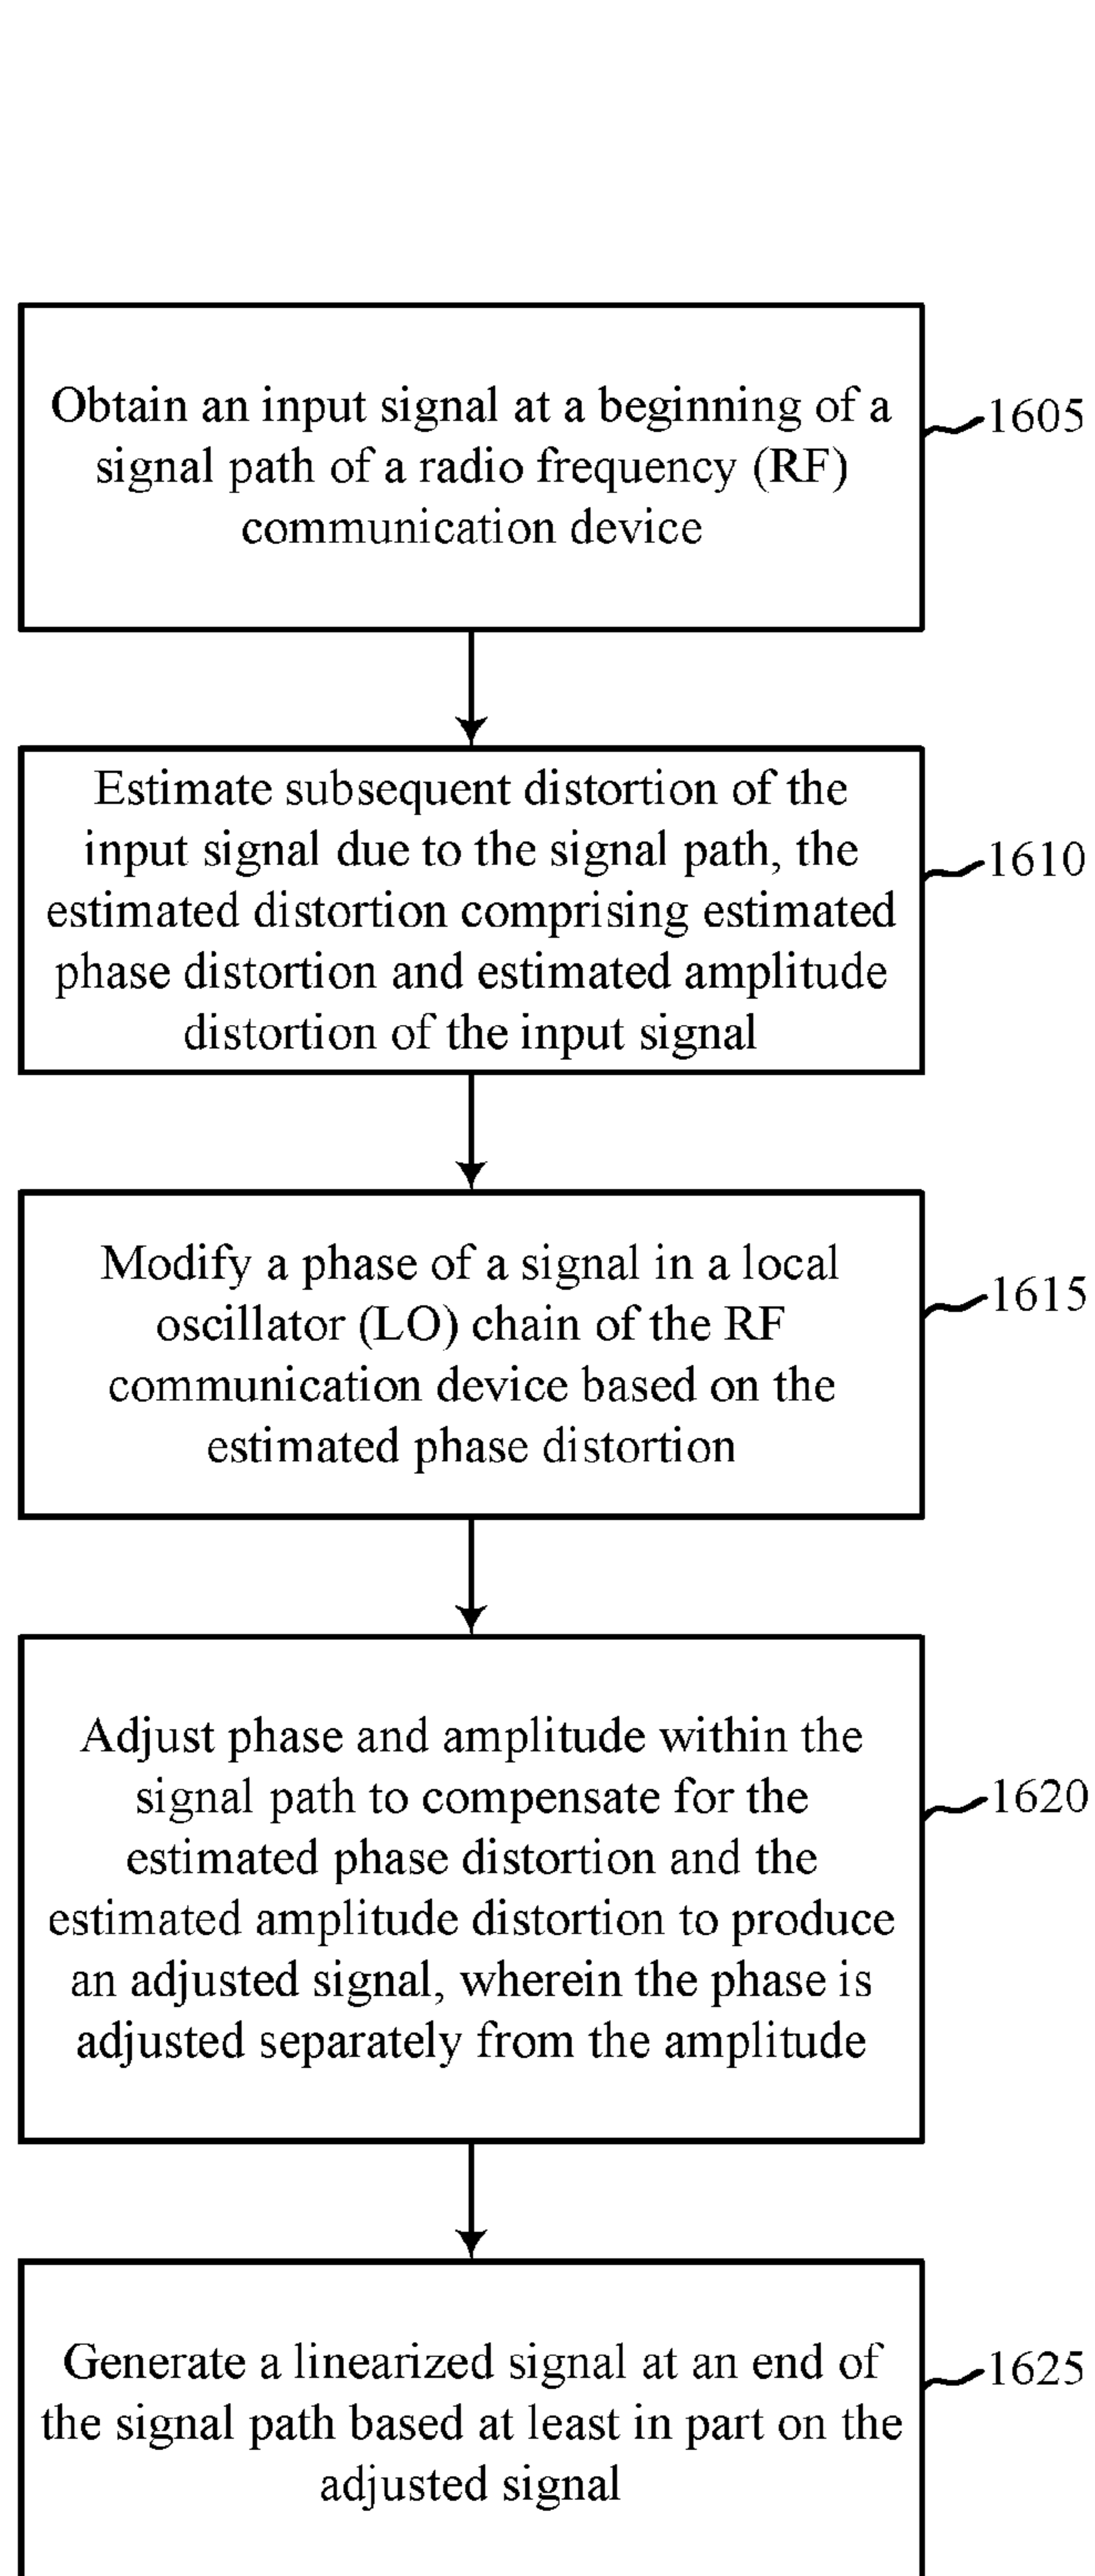 Obtain an input signal at a beginning of a
signal path of a radio frequency (RF)
communication device
1605
Estimate subsequent distortion of the
input signal due to the signal path, the
estimated distortion comprising estimated
phase distortion and estimated amplitude
distortion of the input signal
1610
Modify a phase of a signal in a local
oscillator (LO) chain of the RF
communication device based on the
estimated phase distortion
1615
Adjust phase and amplitude within the
signal path to compensate for the
estimated phase distortion and the
estimated amplitude distortion to produce
an adjusted signal, wherein the phase is
adjusted separately from the amplitude
1620
Generate a linearized signal at an end of
the signal path based at least in part on the
adjusted signal
1625